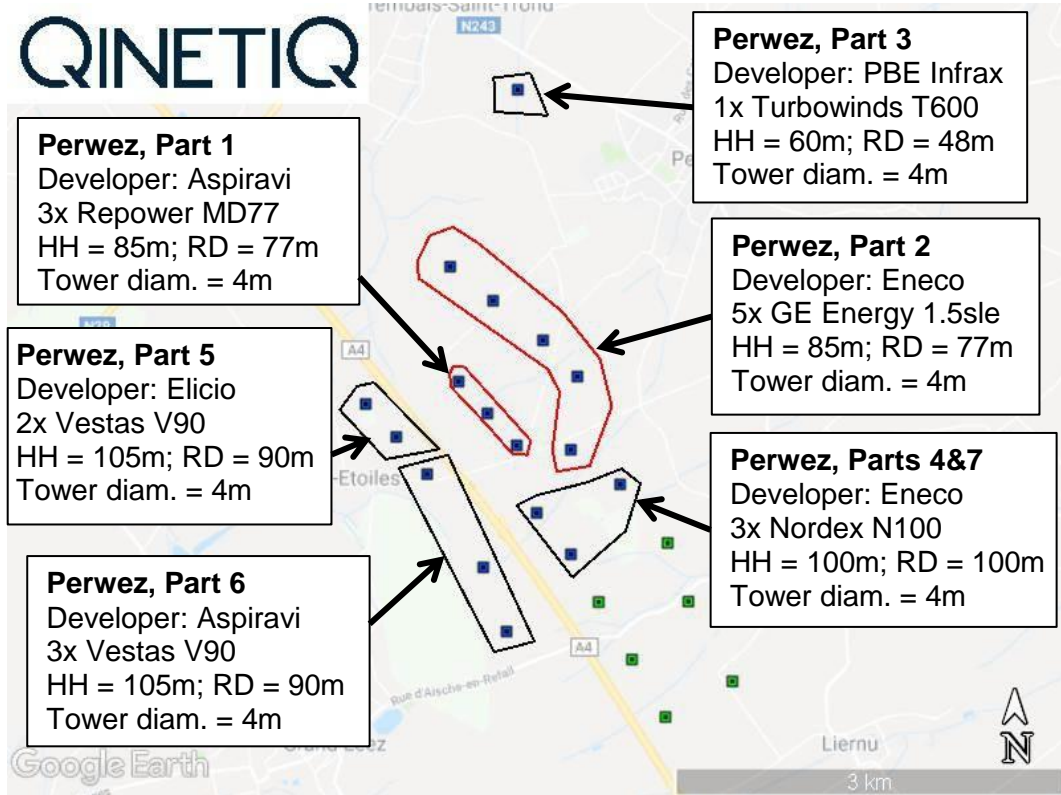 QINETIQ
Perwez, Part 3
Developer: PBE Infrax
1x Turbowinds T600
HH = 60m; RD = 48m
Tower diam. = 4m
Perwez, Part 1
Developer: Aspiravi
3x Repower MD77
HH = 85m; RD = 77m
Tower diam. = 4m
Perwez, Part 2
Developer: Eneco
5x GE Energy 1.5sle
HH = 85m; RD = 77m
Tower diam. = 4m
Perwez, Part 5
Developer: Elicio
2x Vestas V90
HH = 105m; RD = 90m
Tower diam. = 4m
Perwez, Parts 4&7
Developer: Eneco
3x Nordex N100
HH = 100m; RD = 100m
Tower diam. = 4m
Perwez, Part 6
Developer: Aspiravi
3x Vestas V90
HH = 105m; RD = 90m
Tower diam. = 4m
N243
A4
-Etoiles
A4
Rue d'Aische-en-Refail
Liernu
N
3 km
Google Earth